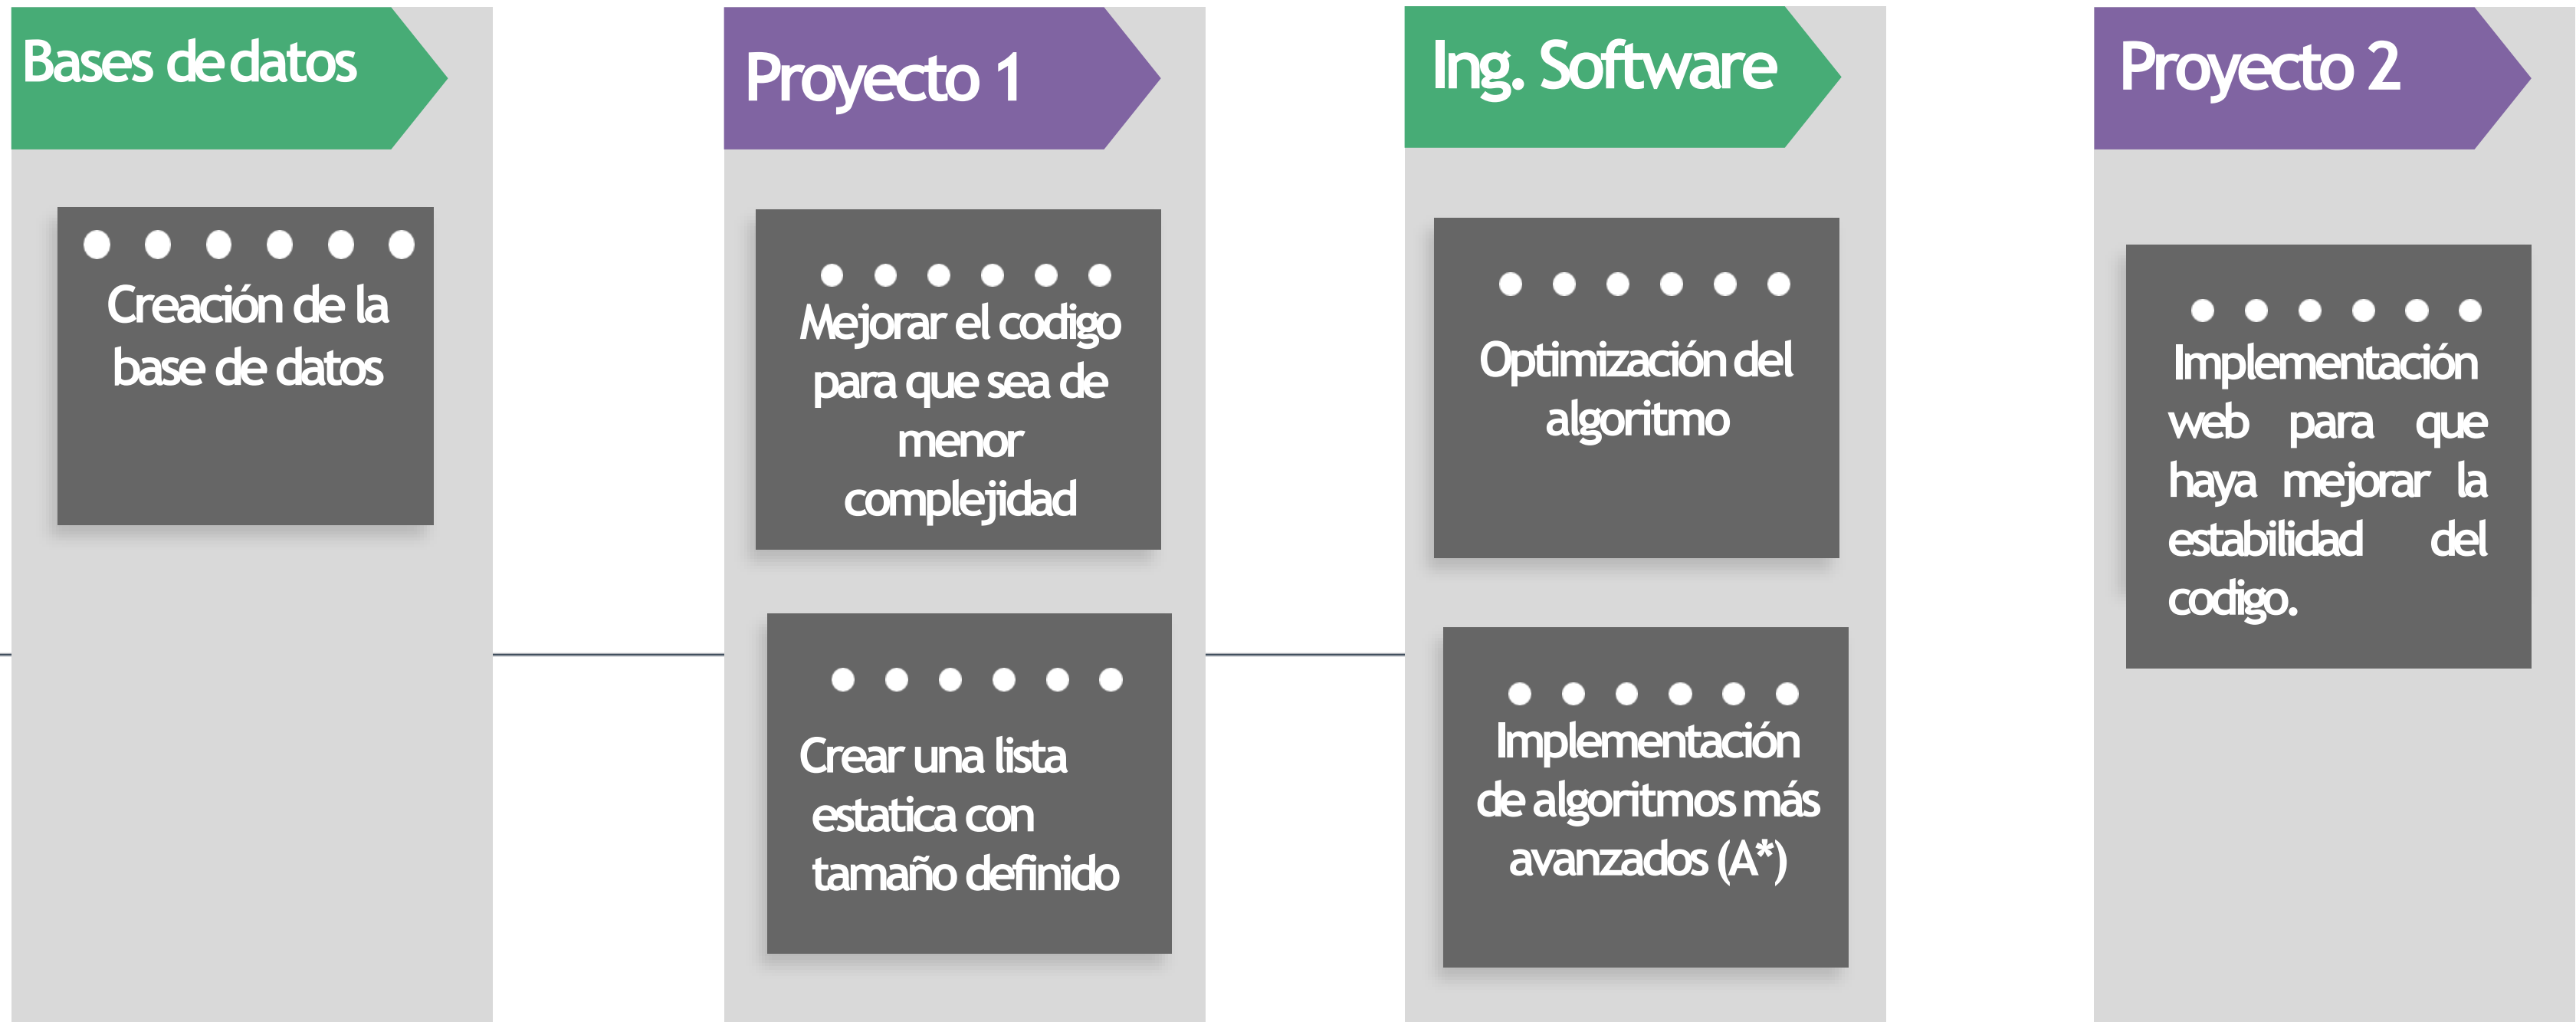 Bases de datos
Creación de la
base de datos
Proyecto 1
Mejorar el codigo
para que sea de
menor
complejidad
Crear una lista
estatica con
tamaño definido
Ing. Software
Optimización del
algoritmo
Implementación
de algoritmos más
avanzados (A*)
Proyecto 2
Implementación
web para que
haya mejorar la
estabilidad del
codigo.